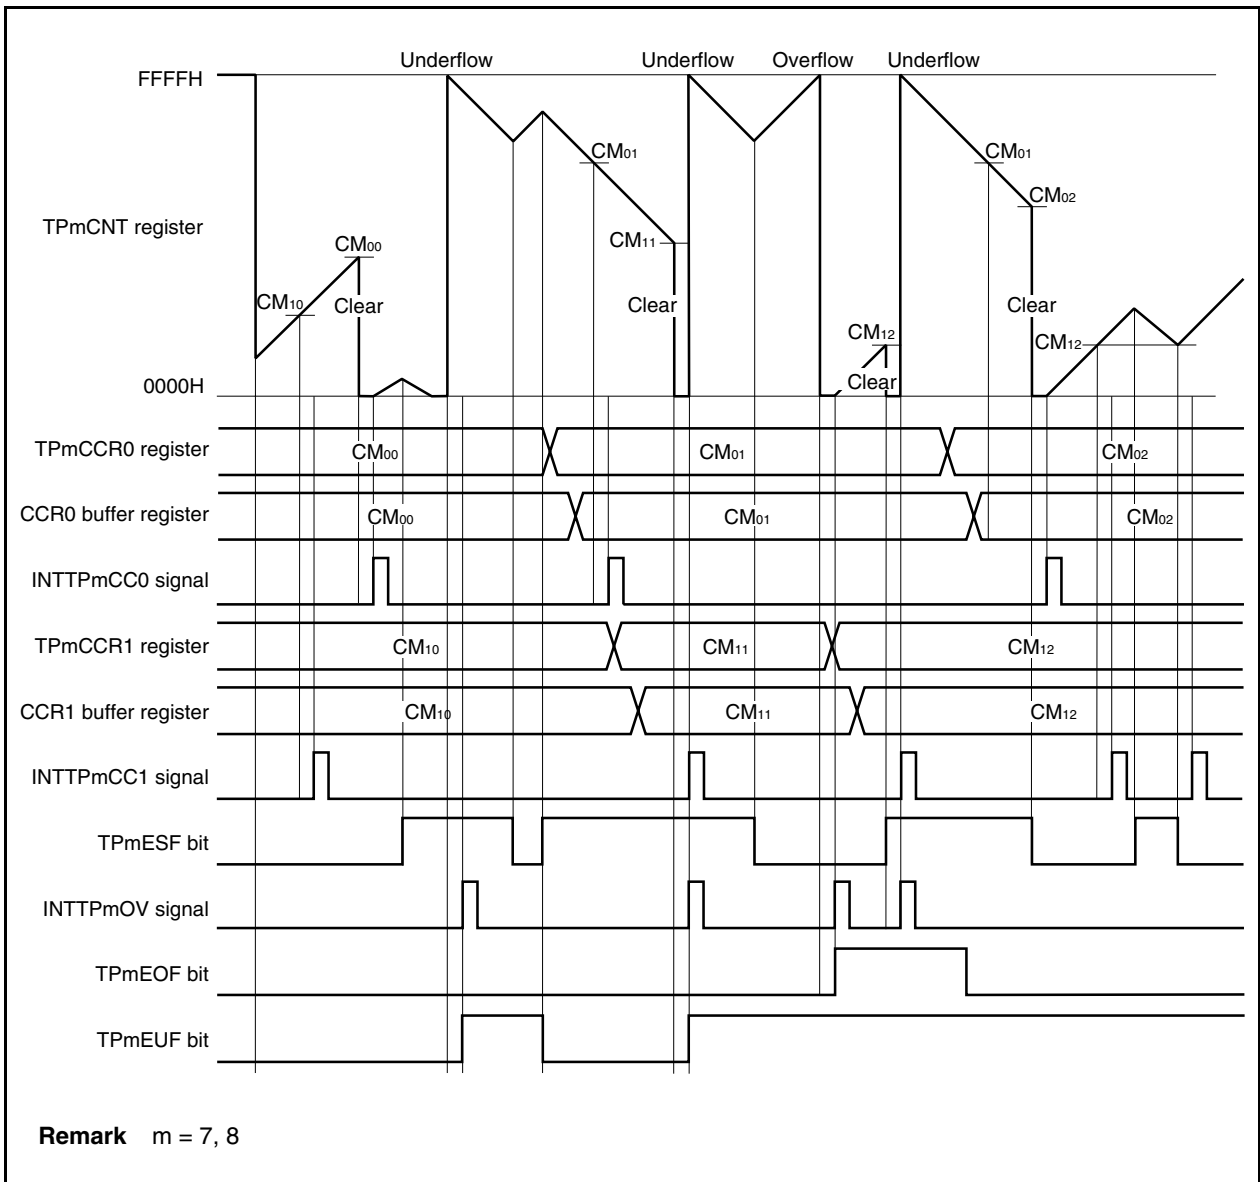 Underflow Underflow Overflow Underflow
FFFFH
CM01 CM01
CM02
TPmCNT register
CM00 CM11
CM10 Clear Clear Clear
CM12 CM12
Clear
0000H
TPmCCR0 register CM00 CM01 CM02
CCR0 buffer register CM00 CM01 CM02
INTTPmCC0 signal
TPmCCR1 register CM10 CM11 CM12
CCR1 buffer register CM10 CM11 CM12
INTTPmCC1 signal
TPmESF bit
INTTPmOV signal
TPmEOF bit
TPmEUF bit
Remark m = 7, 8